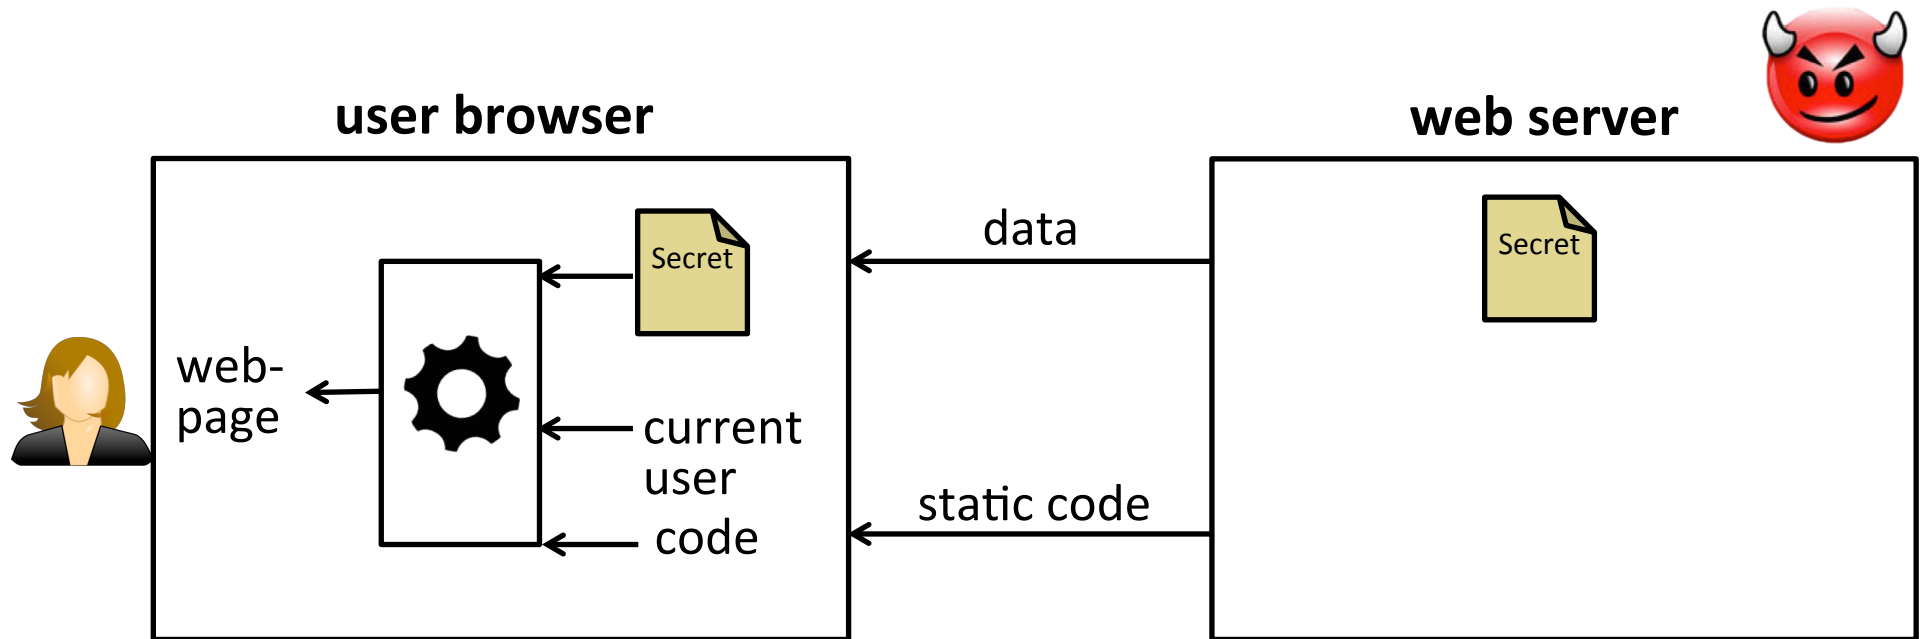 user browser
web server
Secret
data
Secret
web-
page
current
user
static code
code